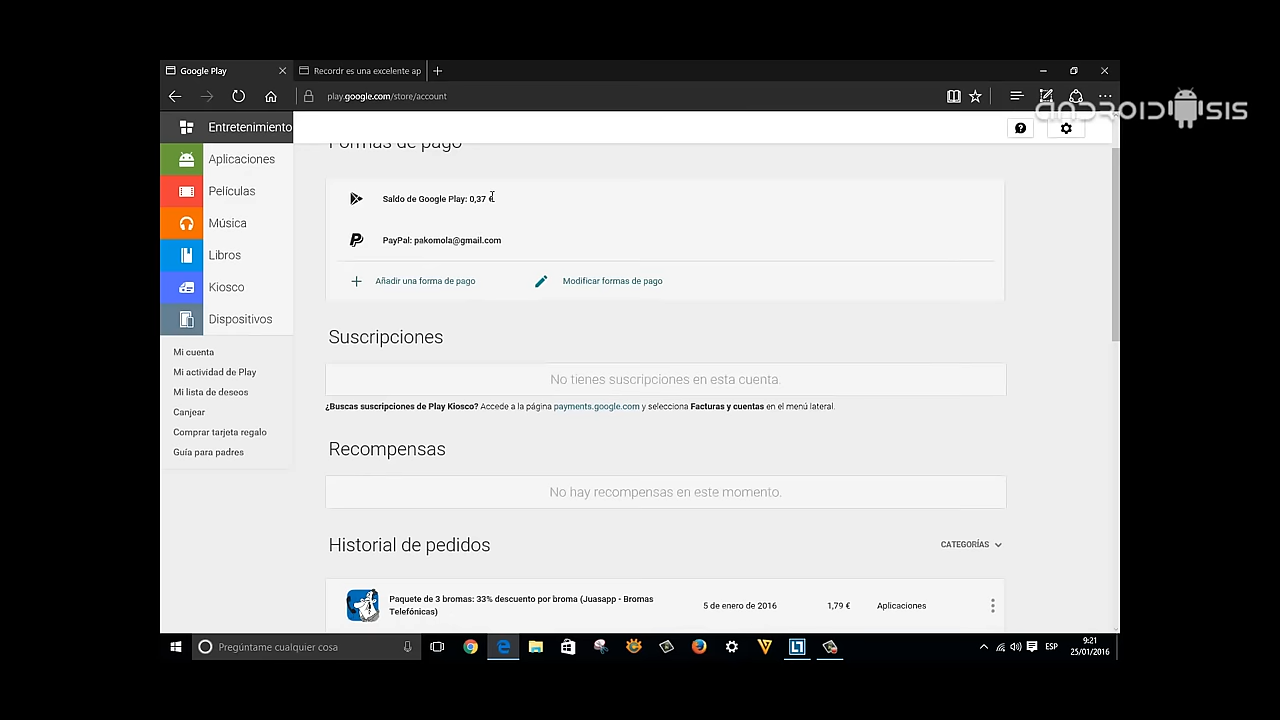 Google Play
Recordr es una excelente ap
play.google.com/store/account
ANDROIDSIS
Entretenimiento
Aplicaciones
Películas
Música
Libros
Kiosco
Dispositivos
Mi cuenta
Mi actividad de Play
Mi lista de deseos
Canjear
Comprar tarjeta regalo
Guía para padres
Formas de pago
Saldo de Google Play: 0,37 €
PayPal: pakomola@gmail.com
Añadir una forma de pago
Modificar formas de pago
Suscripciones
No tienes suscripciones en esta cuenta.
¿Buscas suscripciones de Play Kiosco? Accede a la página payments.google.com y selecciona Facturas y cuentas en el menú lateral.
Recompensas
No hay recompensas en este momento.
Historial de pedidos
CATEGORÍAS
Paquete de 3 bromas: 33% descuento por broma (Juasapp - Bromas
Telefónicas)
5 de enero de 2016
1,79 €
Aplicaciones
Pregúntame cualquier cosa
ESP
9:21
25/01/2016